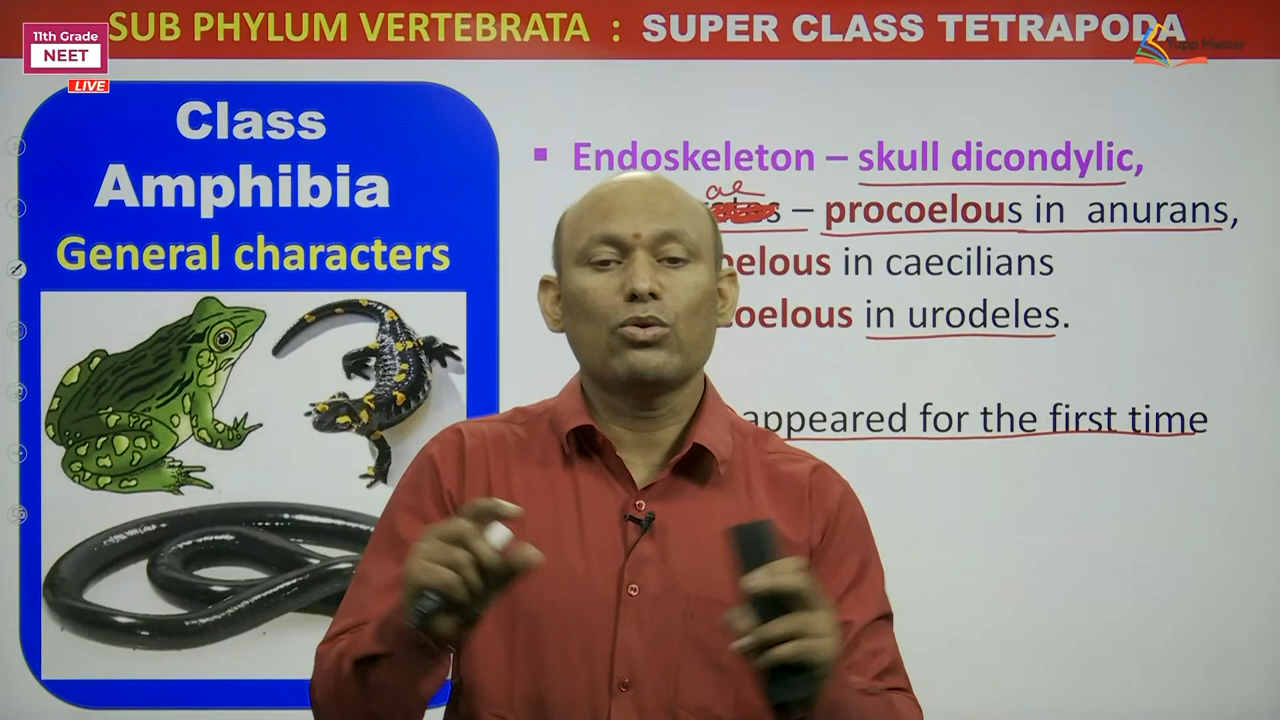 SUB PHYLUM VERTEBRATA : SUPER CLASS TETRAPODA
11th Grade
NEET
LIVE
Class
Amphibia
General characters
▪ Endoskeleton – skull dicondylic,
ae
– procoelous in anurans,
oelous in caecilians
coelous in urodeles.
appeared for the first time